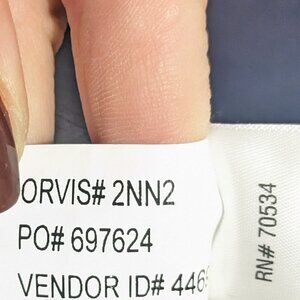 ORVIS# 2NN2
PO# 697624
VENDOR ID# 446
RN# 70534